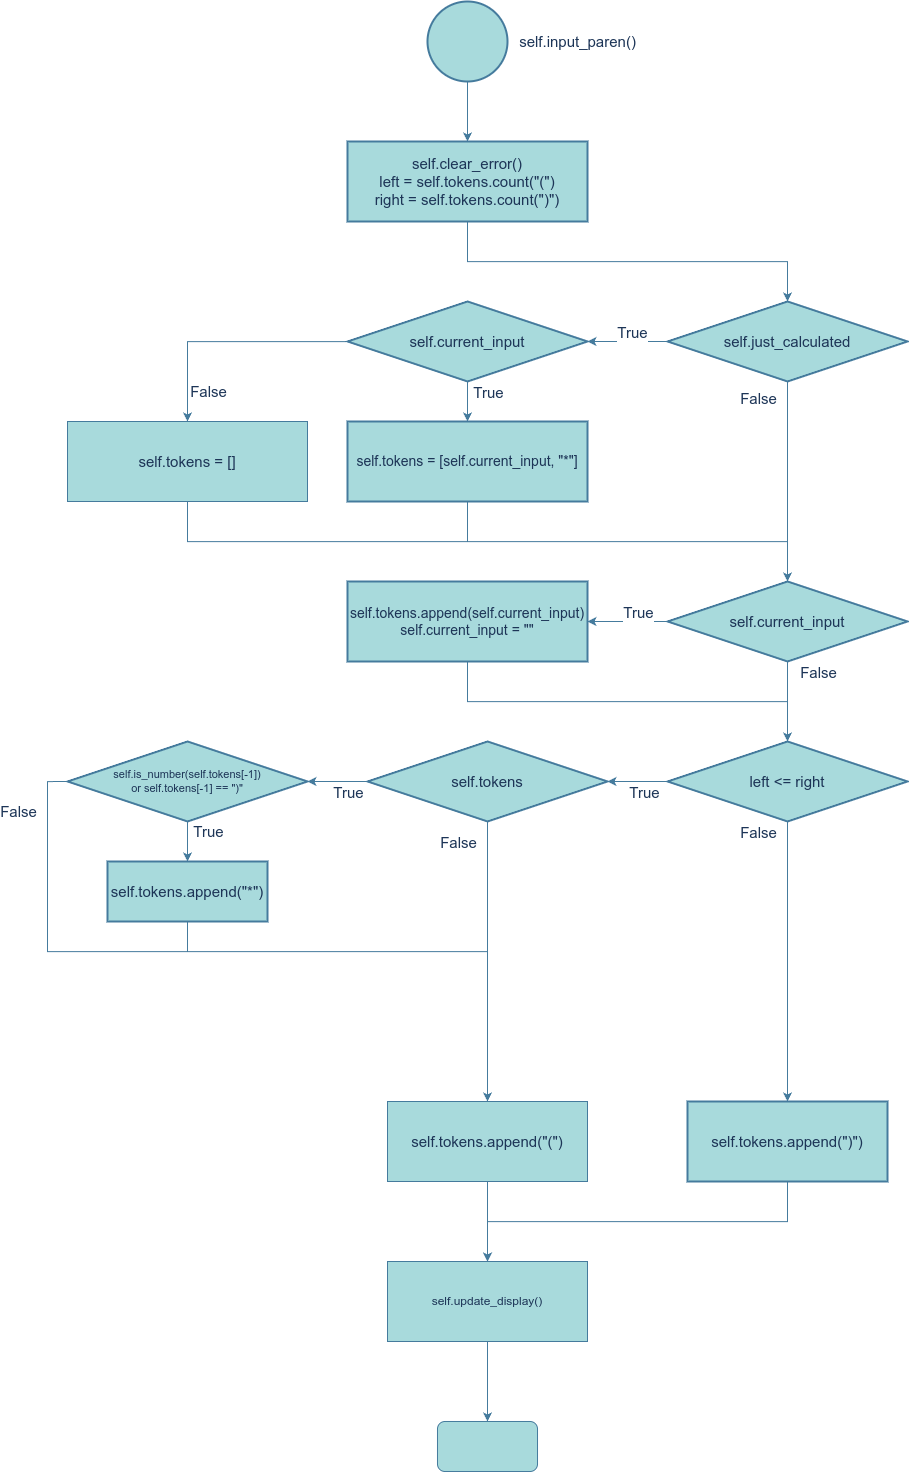 self.input_paren()
self.clear_error()
left = self.tokens.count("(")
right = self.tokens.count(")")
self.just_calculated
True
self.current_input
False
True
False
self.tokens = []
self.tokens = [self.current_input, "*"]
self.tokens.append(self.current_input)
self.current_input = ""
True
self.current_input
False
self.is_number(self.tokens[-1])
or self.tokens[-1] == ")"
True
self.tokens
True
left <= right
False
True
False
False
self.tokens.append("*")
self.tokens.append("(")
self.tokens.append(")")
self.update_display()